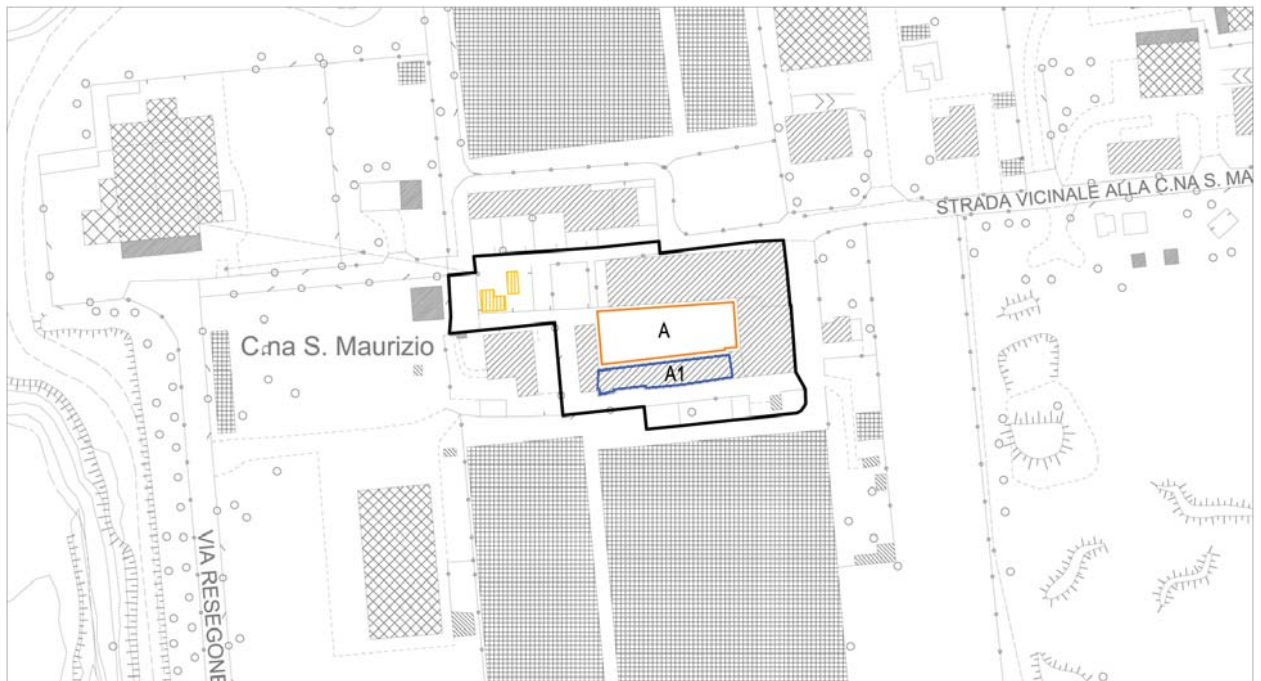 STRADA VICINALE ALLA C.NA S. MA
A
C.na S. Maurizio
A1
VIA RESEGONE